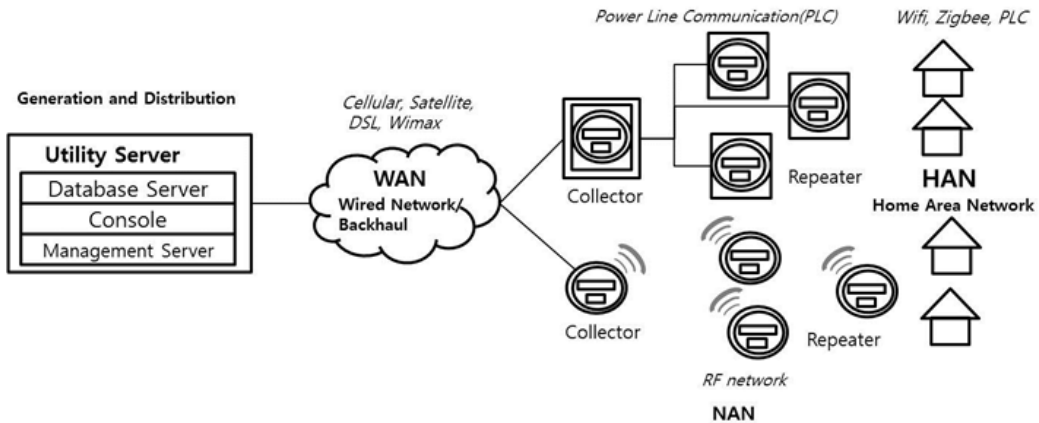 Power Line Communication(PLC)
Wifi, Zigbee, PLC
Generation and Distribution
Cellular, Satellite,
DSL, Wimax
Utility Server
Database Server
Console
Management Server
WAN
Wired Network/
Backhaul
Collector
Repeater
HAN
Home Area Network
Collector
Repeater
RF network
NAN